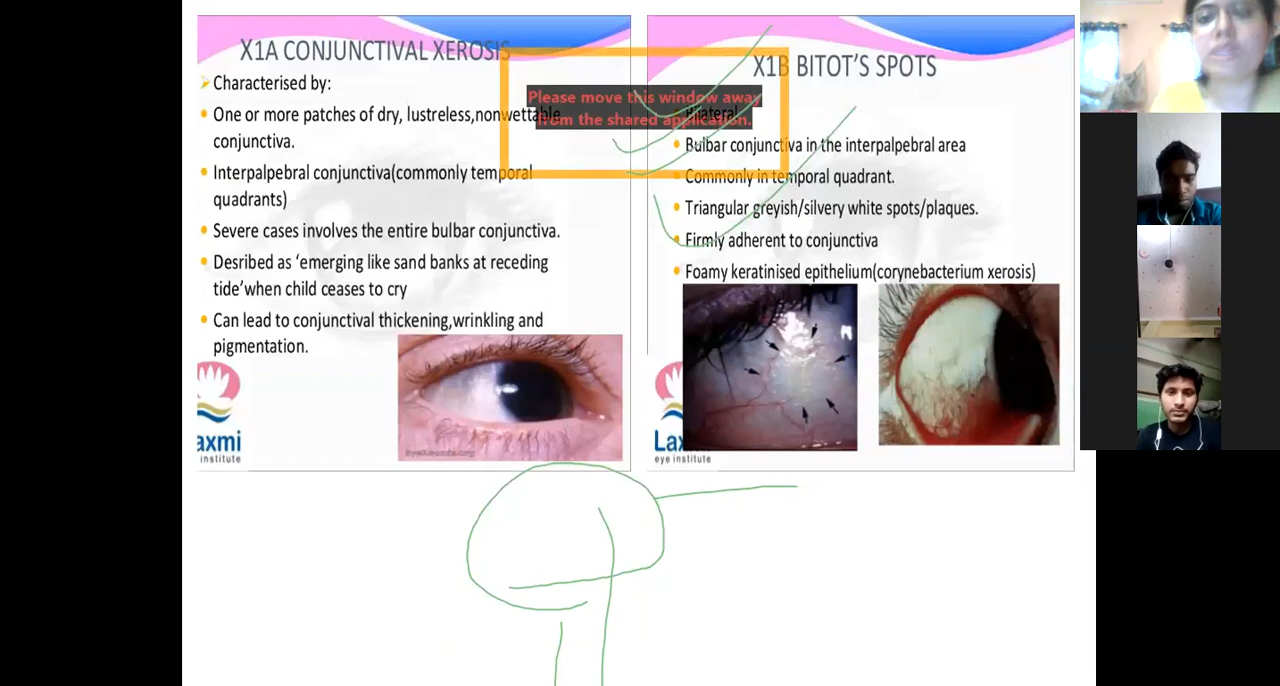 X1A CONJUNCTIVAL XEROSIS
Characterised by:
One or more patches of dry, lustreless,nonwettable
conjunctiva.
Interpalpebral conjunctiva(commonly temporal
quadrants)
Severe cases involves the entire bulbar conjunctiva.
Desribed as ‘emerging like sand banks at receding
tide’when child ceases to cry
Can lead to conjunctival thickening,wrinkling and
pigmentation.
axmi
institute
EyeRounds.org
Please move this window away
from the shared application.
X1B BITOT’S SPOTS
Bilateral
Bulbar conjunctiva in the interpalpebral area
Commonly in temporal quadrant.
Triangular greyish/silvery white spots/plaques.
Firmly adherent to conjunctiva
Foamy keratinised epithelium(corynebacterium xerosis)
Lax
eye institute